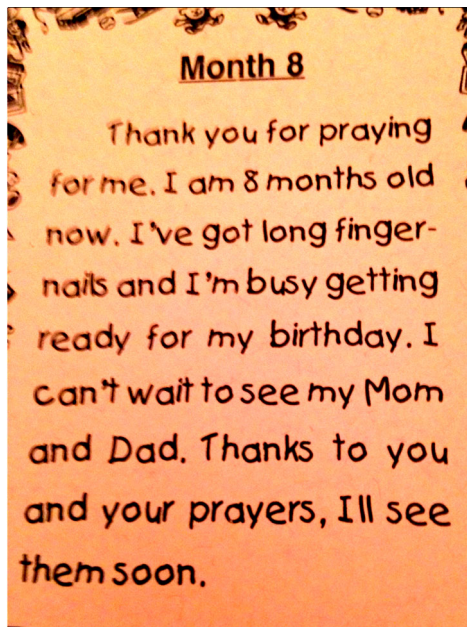 Month 8
Thank you for praying
for me. I am 8 months old
now. I've got long finger-
nails and I'm busy getting
ready for my birthday. I
can't wait to see my Mom
and Dad. Thanks to you
and your prayers, Ill see
them soon.